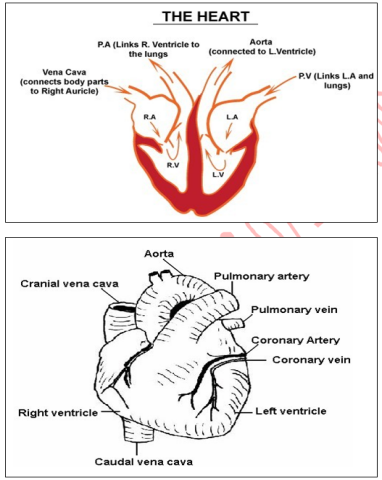 THE HEART
P.A (Links R. Ventricle to
the lungs
Aorta
(connected to L.Ventricle)
Vena Cava
(connects body parts
to Right Auricle)
P.V (Links L.A and
lungs)
R.A
L.A
R.V
L.V
Aorta
Pulmonary artery
Cranial vena cava
Pulmonary vein
Coronary Artery
Coronary vein
Right ventricle
Left ventricle
Caudal vena cava